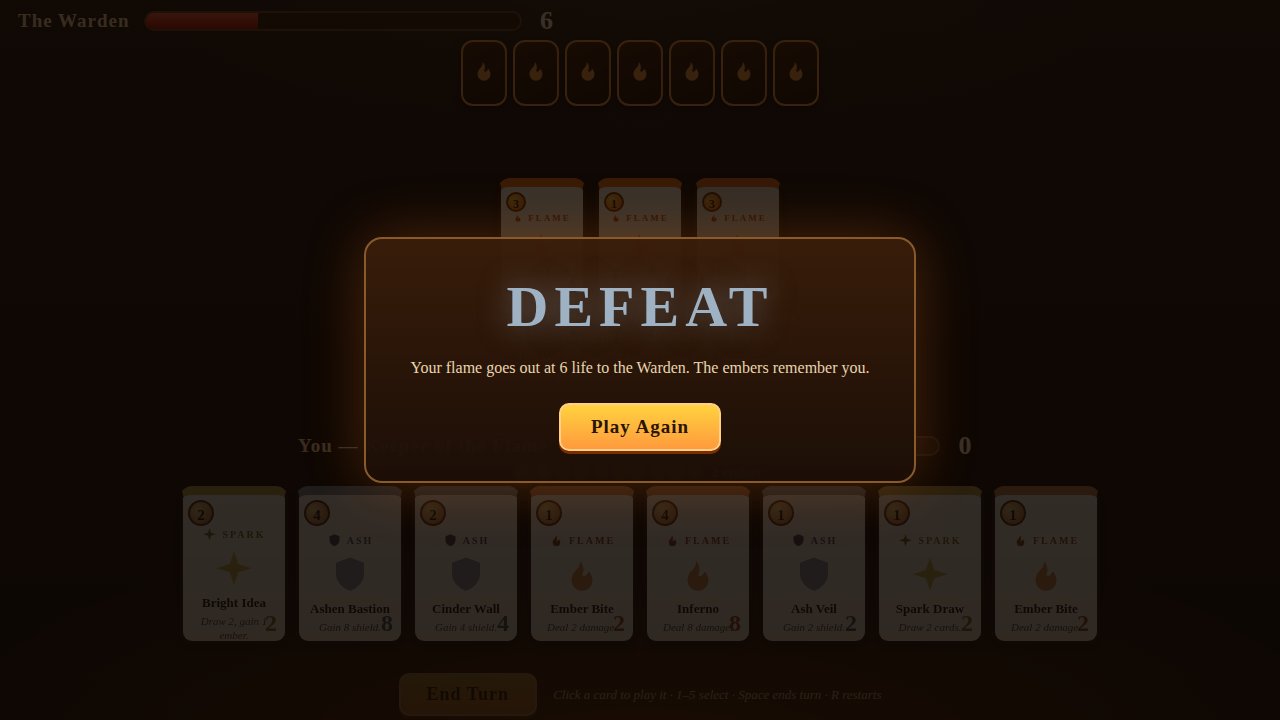 The Warden
6
3
FLAME
1
FLAME
3
FLAME
DEFEAT
Your flame goes out at 6 life to the Warden. The embers remember you.
Play Again
You — Keeper of the Flame
0
2
SPARK
Bright Idea
Draw 2, gain 1
ember.
2
4
ASH
Ashen Bastion
Gain 8 shield.
8
2
ASH
Cinder Wall
Gain 4 shield.
4
1
FLAME
Ember Bite
Deal 2 damage.
2
4
FLAME
Inferno
Deal 8 damage.
8
1
ASH
Ash Veil
Gain 2 shield.
2
1
SPARK
Spark Draw
Draw 2 cards.
2
1
FLAME
Ember Bite
Deal 2 damage.
2
End Turn
Click a card to play it · 1–5 select · Space ends turn · R restarts